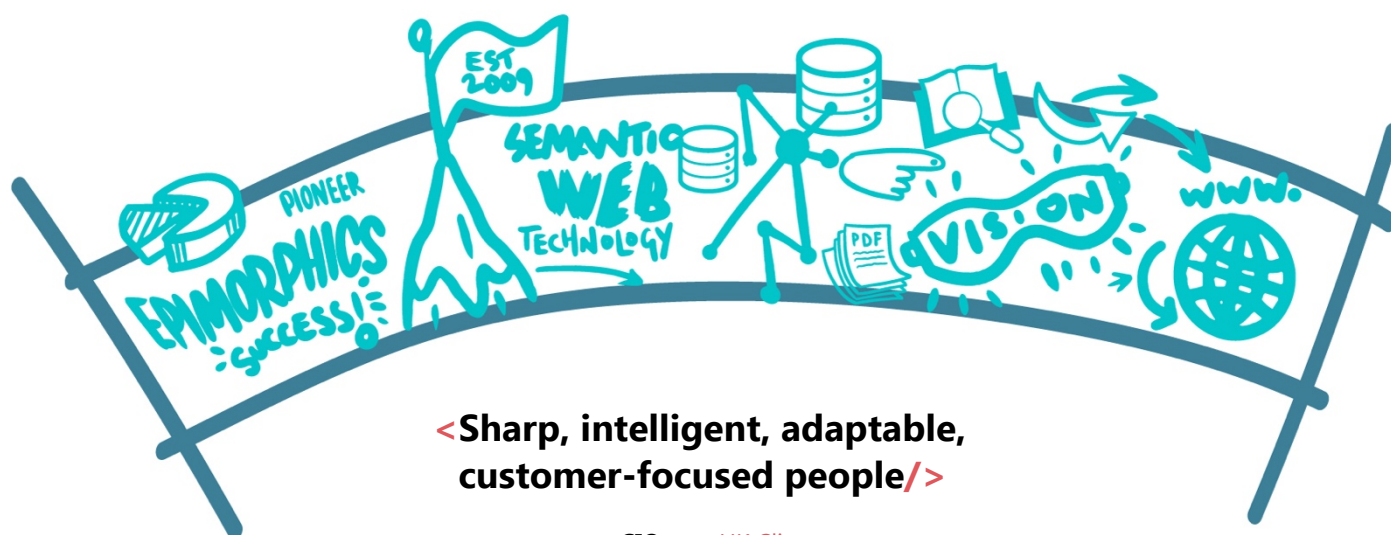 EST
2009
PIONEER
EPIMORPHICS
SUCCESS!
SEMANTIC
WEB
TECHNOLOGY
PDF
VISION
WWW.
<Sharp, intelligent, adaptable,
customer-focused people/>